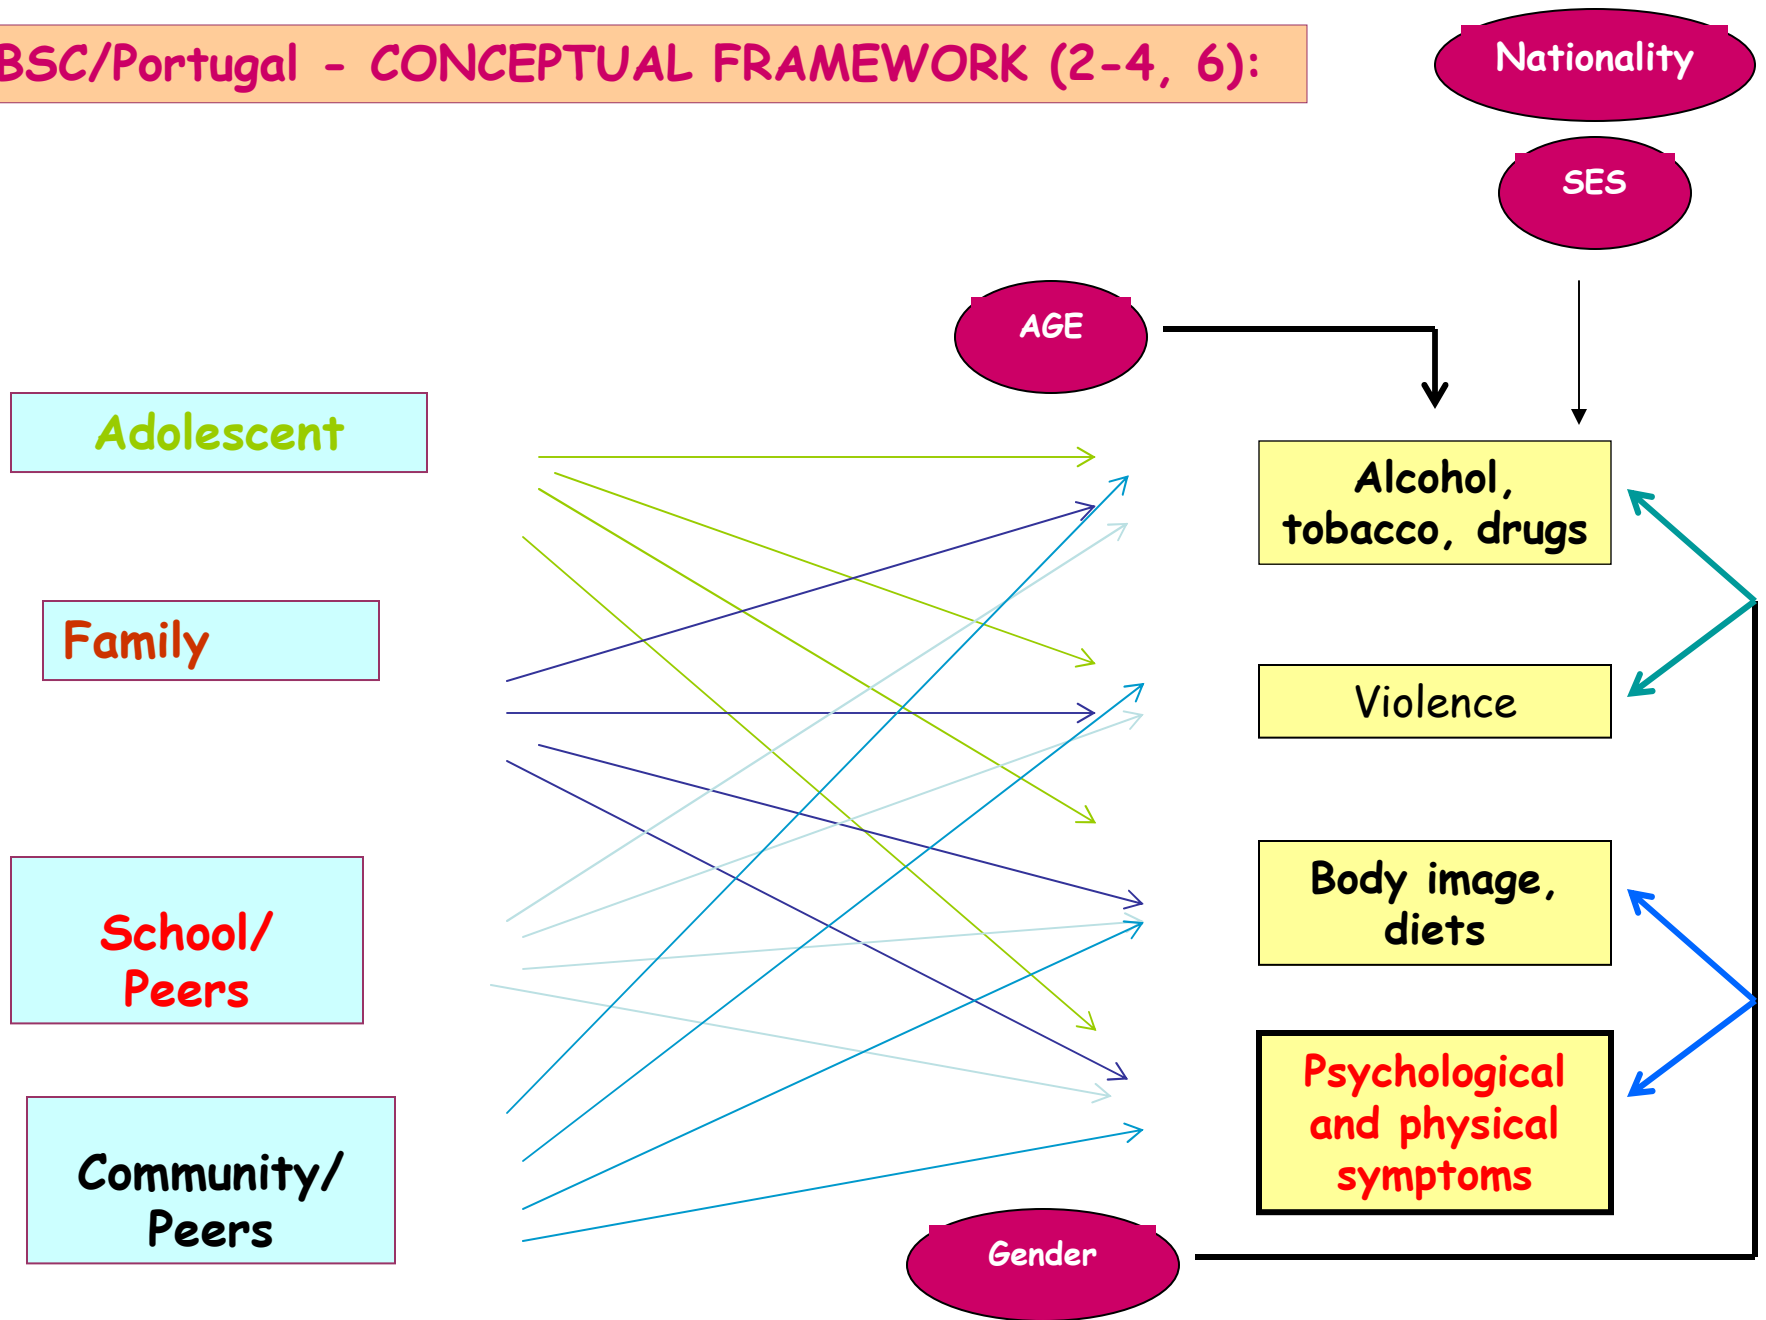 BSC/Portugal - CONCEPTUAL FRAMEWORK (2-4, 6):
Nationality
SES
AGE
Adolescent
Family
School/
Peers
Community/
Peers
Alcohol,
tobacco, drugs
Violence
Body image,
diets
Psychological
and physical
symptoms
Gender